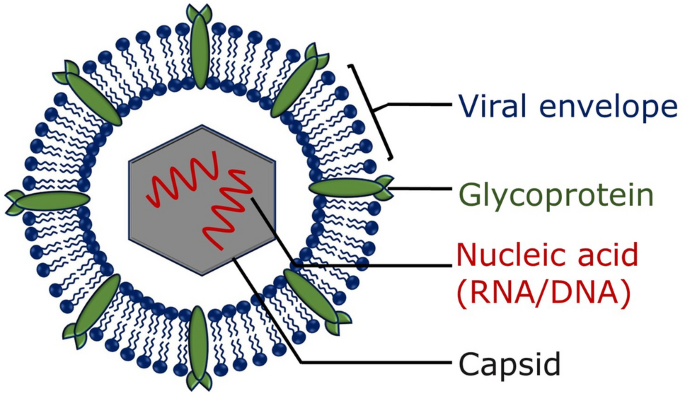 Viral envelope
Glycoprotein
Nucleic acid
(RNA/DNA)
Capsid